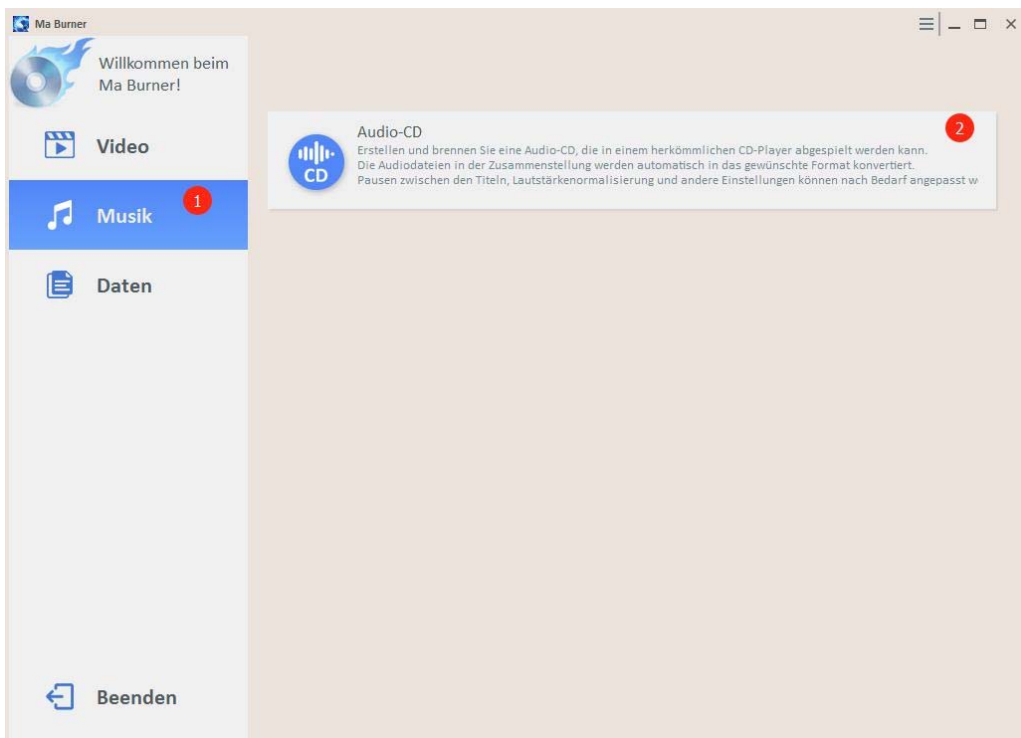 Ma Burner
Willkommen beim
Ma Burner!
Video
Musik
1
Daten
Beenden
CD
Audio-CD
2
Erstellen und brennen Sie eine Audio-CD, die in einem herkömmlichen CD-Player abgespielt werden kann.
Die Audiodateien in der Zusammenstellung werden automatisch in das gewünschte Format konvertiert.
Pausen zwischen den Titeln, Lautstärkenormalisierung und andere Einstellungen können nach Bedarf angepasst w